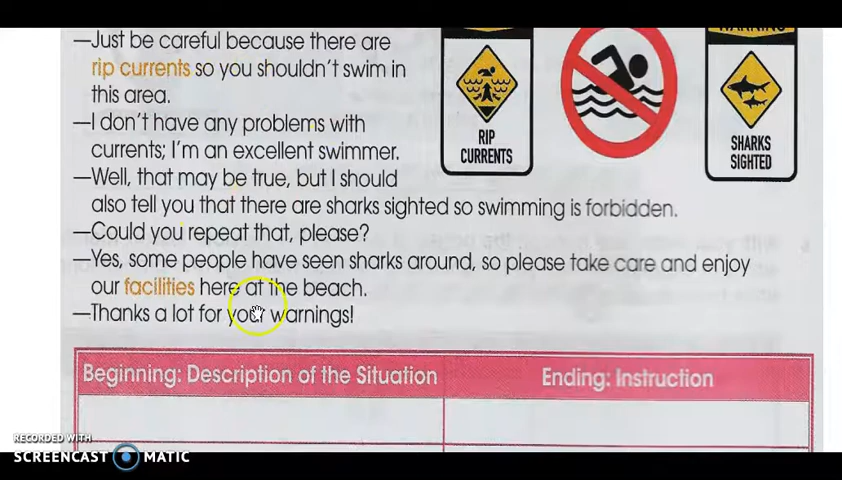 —Just be careful because there are
rip currents so you shouldn't swim in
this area.
—I don't have any problems with
currents; I'm an excellent swimmer.
—Well, that may be true, but I should
also tell you that there are sharks sighted so swimming is forbidden.
—Could you repeat that, please?
—Yes, some people have seen sharks around, so please take care and enjoy
our facilities here at the beach.
—Thanks a lot for your warnings!
RIP
CURRENTS
WARNING
SHARKS
SIGHTED
Beginning: Description of the Situation
Ending: Instruction
RECORDED WITH
SCREENCAST MATIC